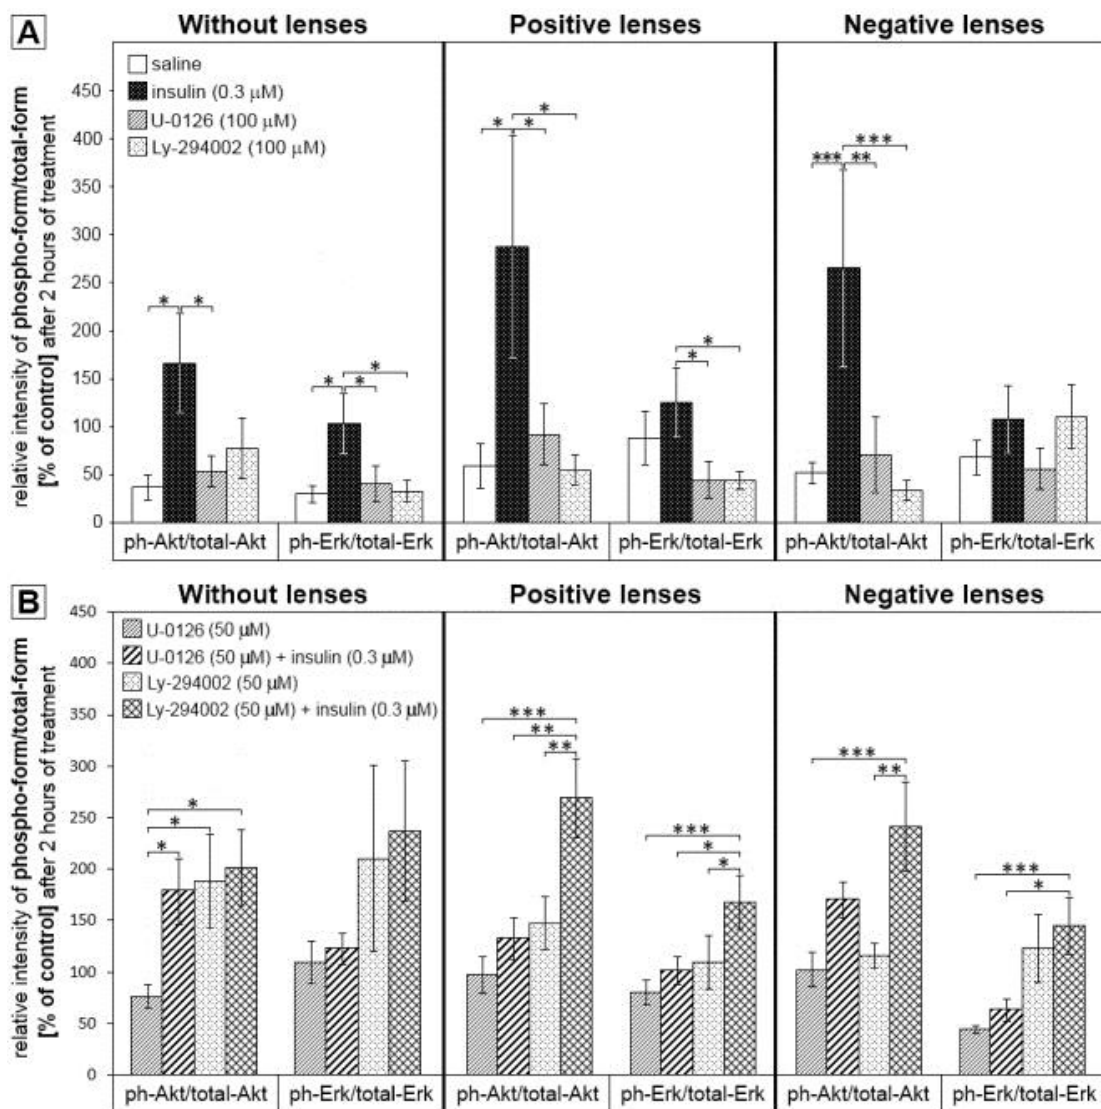 A
Without lenses
Positive lenses
Negative lenses
relative intensity of phospho-form/total-form
[% of control] after 2 hours of treatment
450
400
350
300
250
200
150
100
50
0
saline
insulin (0.3 μM)
U-0126 (100 μM)
Ly-294002 (100 μM)
* *
* * *
* * *
* *
*** ** ***
ph-Akt/total-Akt
ph-Erk/total-Erk
ph-Akt/total-Akt
ph-Erk/total-Erk
ph-Akt/total-Akt
ph-Erk/total-Erk
B
Without lenses
Positive lenses
Negative lenses
relative intensity of phospho-form/total-form
[% of control] after 2 hours of treatment
450
400
350
300
250
200
150
100
50
0
U-0126 (50 μM)
U-0126 (50 μM) + insulin (0.3 μM)
Ly-294002 (50 μM)
Ly-294002 (50 μM) + insulin (0.3 μM)
*
*
*
***
**
**
***
*
*
***
**
***
*
ph-Akt/total-Akt
ph-Erk/total-Erk
ph-Akt/total-Akt
ph-Erk/total-Erk
ph-Akt/total-Akt
ph-Erk/total-Erk